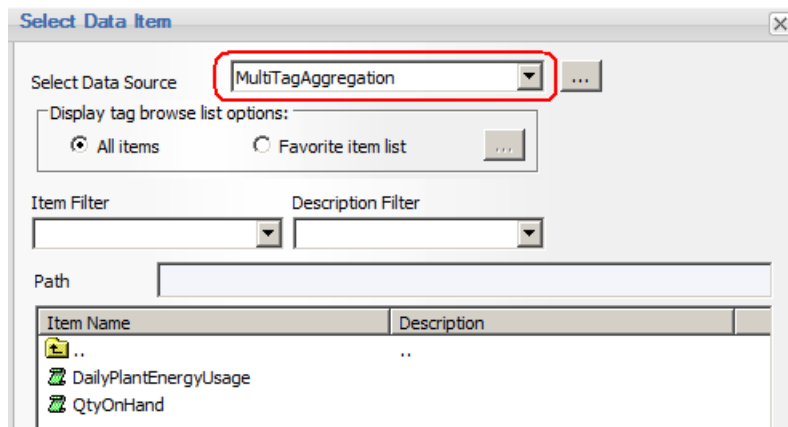 Select Data Item
Select Data Source MultiTagAggregation ...
Display tag browse list options:
All items Favorite item list ...
Item Filter Description Filter
Path
Item Name Description
.. ..
DailyPlantEnergyUsage
QtyOnHand